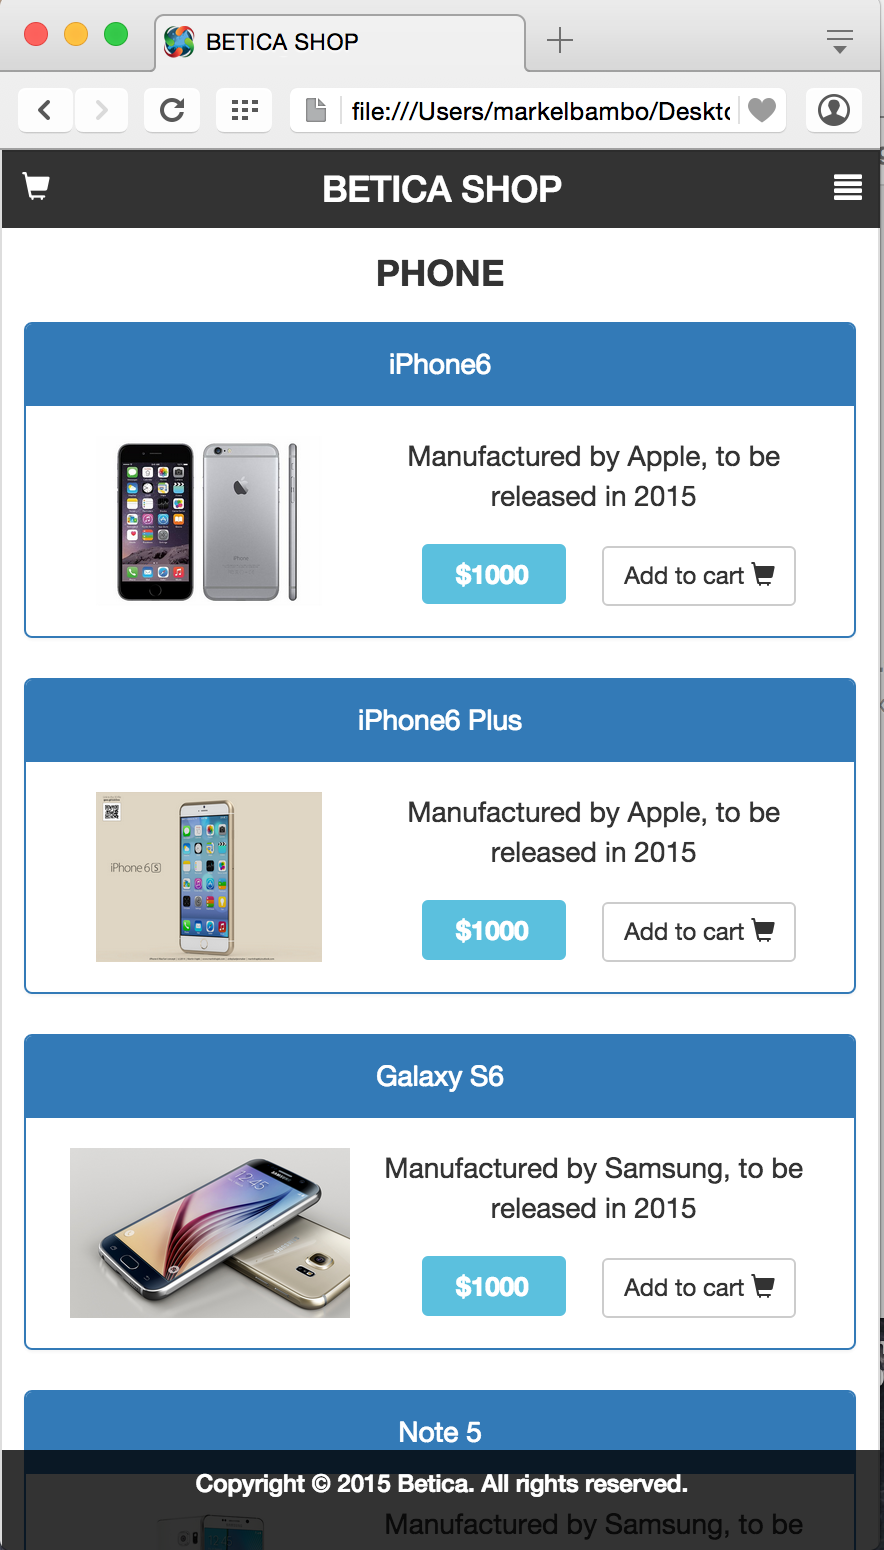 BETICA SHOP
file:///Users/markelbambo/Deskto
BETICA SHOP
PHONE
iPhone6
Manufactured by Apple, to be
released in 2015
$1000
Add to cart
iPhone6 Plus
iPhone 6S
Manufactured by Apple, to be
released in 2015
$1000
Add to cart
Galaxy S6
12:45
Manufactured by Samsung, to be
released in 2015
$1000
Add to cart
Note 5
Copyright © 2015 Betica. All rights reserved.
Manufactured by Samsung, to be